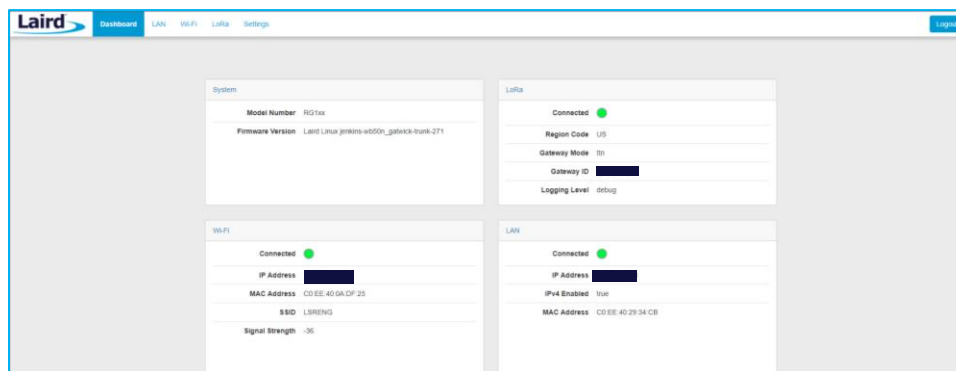 Laird
Dashboard LAN Wi-Fi LoRa Settings
Logout
System
Model Number RG1xx
Firmware Version Laird Linux jenkins-wb50n_gatwick-trunk-271
LoRa
Connected
Region Code US
Gateway Mode ttn
Gateway ID
Logging Level debug
Wi-Fi
Connected
IP Address
MAC Address C0:EE:40:0A:DF:25
SSID LSRENG
Signal Strength -36
LAN
Connected
IP Address
IPv4 Enabled true
MAC Address C0:EE:40:29:34:CB